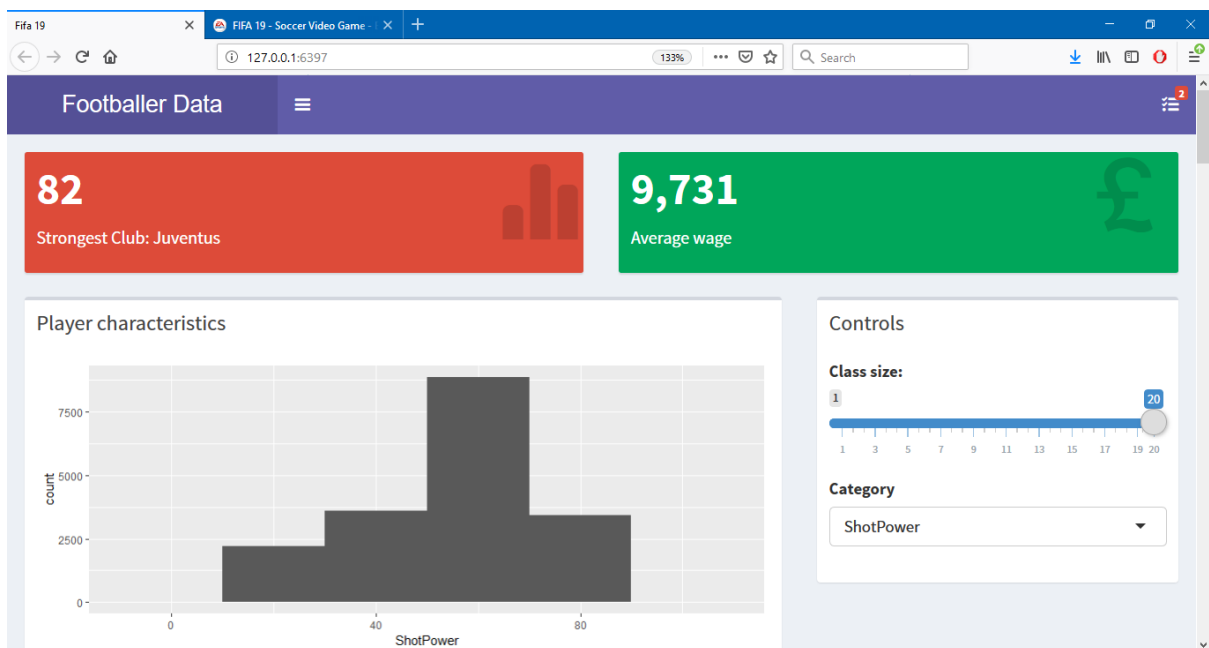 Fifa 19
FIFA 19 - Soccer Video Game -
127.0.0.1:6397
133%
Search
Footballer Data
2
82
Strongest Club: Juventus
9,731
Average wage
£
Player characteristics
7500
5000
2500
0
count
0 40 80
ShotPower
Controls
Class size:
1 20
1 3 5 7 9 11 13 15 17 19 20
Category
ShotPower